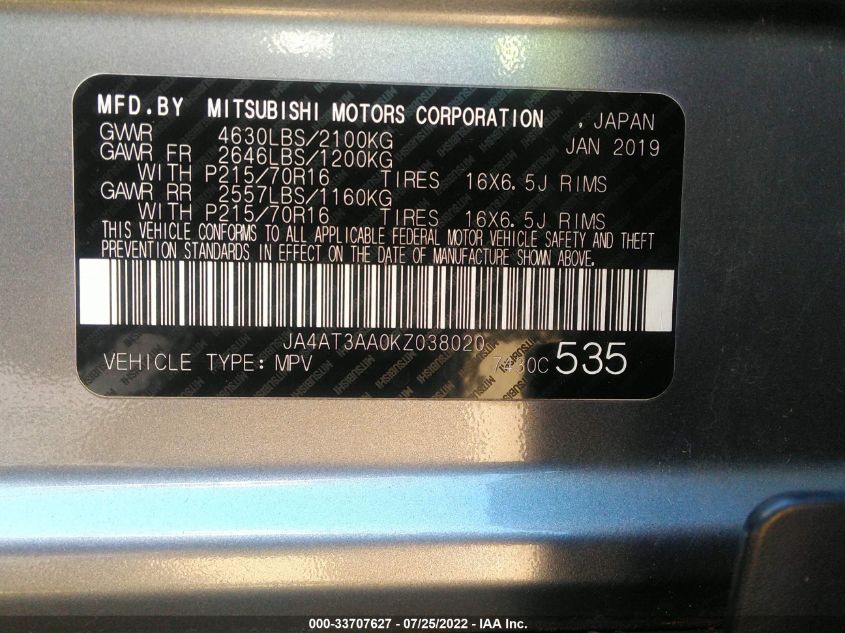 MFD.BY MITSUBISHI MOTORS CORPORATION , JAPAN
GVWR 4630LBS/2100KG JAN 2019
GAWR FR 2646LBS/1200KG
WITH P215/70R16 TIRES 16X6.5J RIMS
GAWR RR 2557LBS/1160KG
WITH P215/70R16 TIRES 16X6.5J RIMS
THIS VEHICLE CONFORMS TO ALL APPLICABLE FEDERAL MOTOR VEHICLE SAFETY AND THEFT
PREVENTION STANDARDS IN EFFECT ON THE DATE OF MANUFACTURE SHOWN ABOVE.
JA4AT3AA0KZ038020
VEHICLE TYPE: MPV 7430C 535
000-33707627 - 07/25/2022 - IAA Inc.